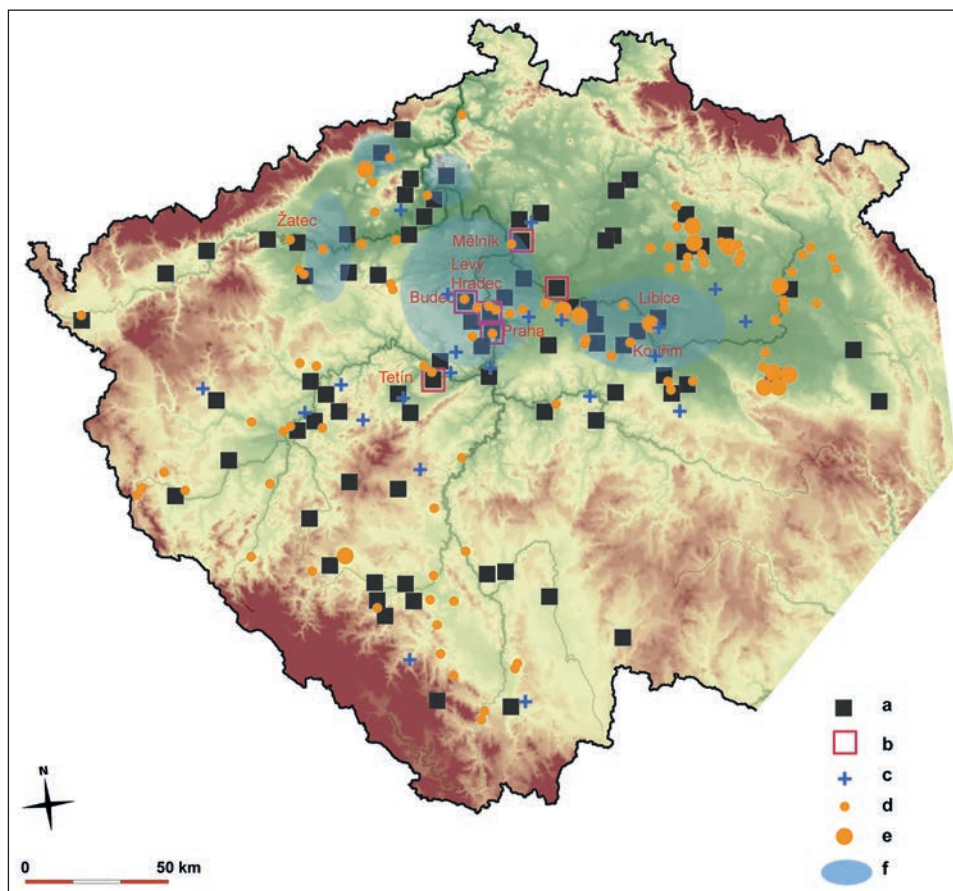 Žatec
Mělník
Levý
Hradec
Budeč
Libice
Praha
Kouřim
Tetín
a
b
c
d
e
f
N
0
50 km